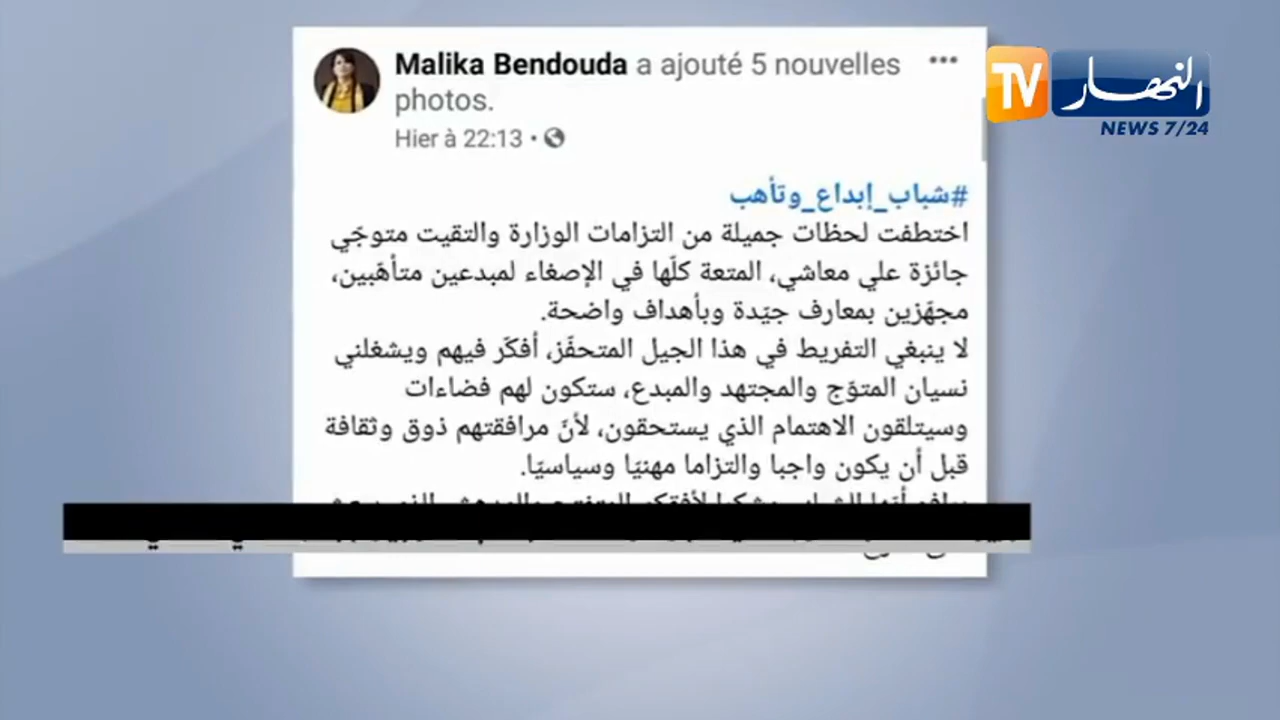 Malika Bendouda a ajouté 5 nouvelles
photos.
Hier à 22:13
TV النهار
NEWS 7/24
#شباب_إبداع_وتأهب
اختطفت لحظات جميلة من التزامات الوزارة والتقيت متوجَي
جائزة علي معاشي، المتعة كلّها في الإصغاء لمبدعين متأهَبين،
مجهَزين بمعارف جيَدة وبأهداف واضحة.
لا ينبغي التفريط في هذا الجيل المتحفَز، أفكَر فيهم ويشغلني
نسيان المتوَج والمجتهد والمبدع، ستكون لهم فضاءات
وسيتلقون الاهتمام الذي يستحقون، لأنَ مرافقتهم ذوق وثقافة
قبل أن يكون واجبا والتزاما مهنيَا وسياسيَا.